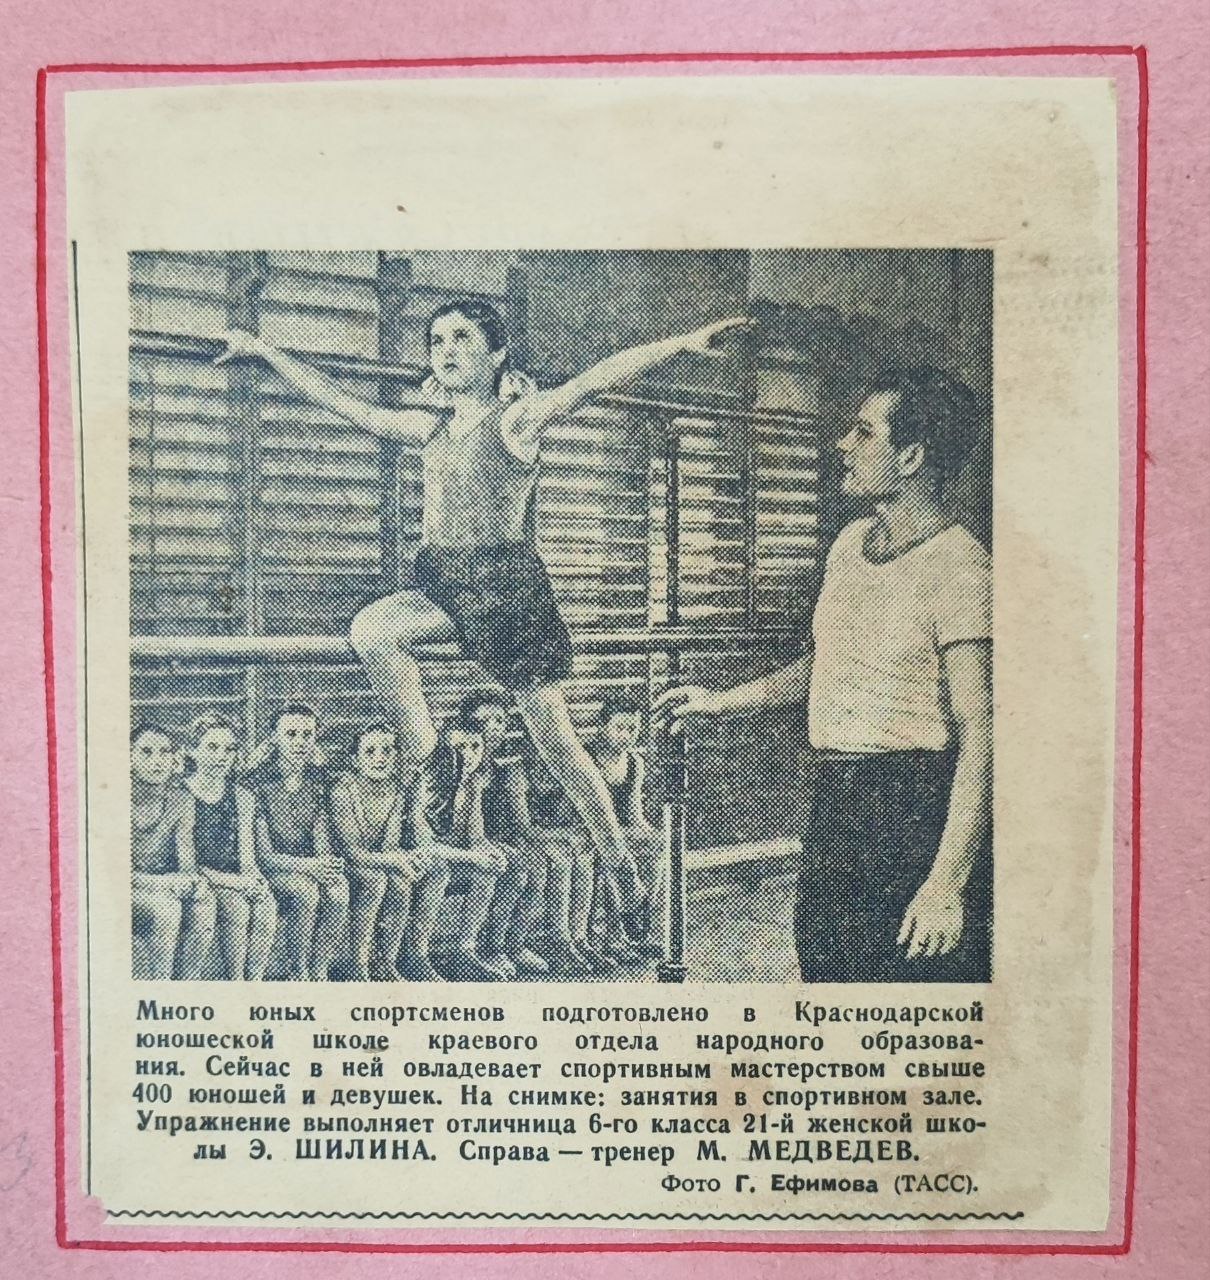 Много юных спортсменов подготовлено в Краснодарской
юношеской школе краевого отдела народного образова-
ния. Сейчас в ней овладевает спортивным мастерством свыше
400 юношей и девушек. На снимке: занятия в спортивном зале.
Упражнение выполняет отличница 6-го класса 21-й женской шко-
лы Э. ШИЛИНА. Справа — тренер М. МЕДВЕДЕВ.
Фото Г. Ефимова (ТАСС).